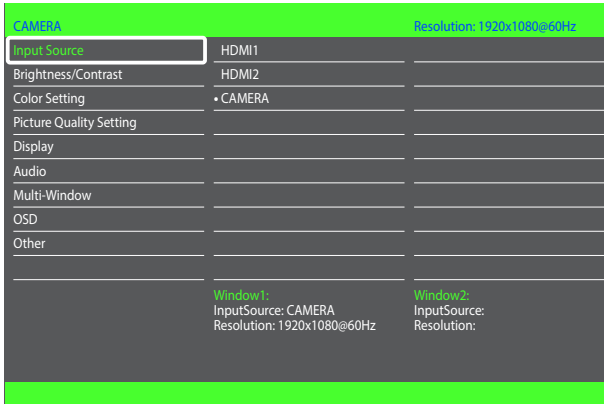 CAMERA Resolution: 1920x1080@60Hz
Input Source HDMI1
Brightness/Contrast HDMI2
Color Setting • CAMERA
Picture Quality Setting
Display
Audio
Multi-Window
OSD
Other
Window1: Window2:
InputSource: CAMERA InputSource:
Resolution: 1920x1080@60Hz Resolution: